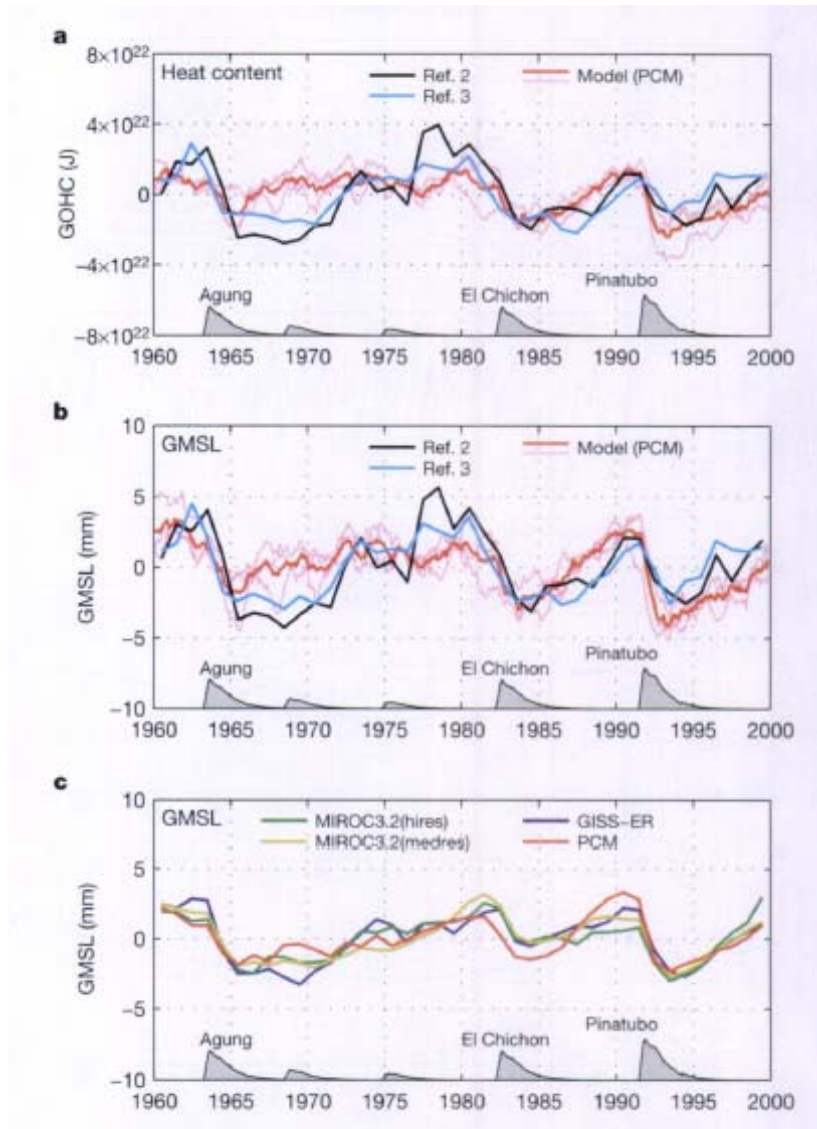 a
8×10²²
Heat content
Ref. 2
Model (PCM)
Ref. 3
4×10²²
GOHC (J)
0
−4×10²²
Agung
El Chichon
Pinatubo
−8×10²²
1960 1965 1970 1975 1980 1985 1990 1995 2000
b
10
GMSL
Ref. 2
Model (PCM)
Ref. 3
5
GMSL (mm)
0
−5
Agung
El Chichon
Pinatubo
−10
1960 1965 1970 1975 1980 1985 1990 1995 2000
c
10
GMSL
MIROC3.2(hires)
GISS−ER
MIROC3.2(medres)
PCM
5
GMSL (mm)
0
−5
Agung
El Chichon
Pinatubo
−10
1960 1965 1970 1975 1980 1985 1990 1995 2000